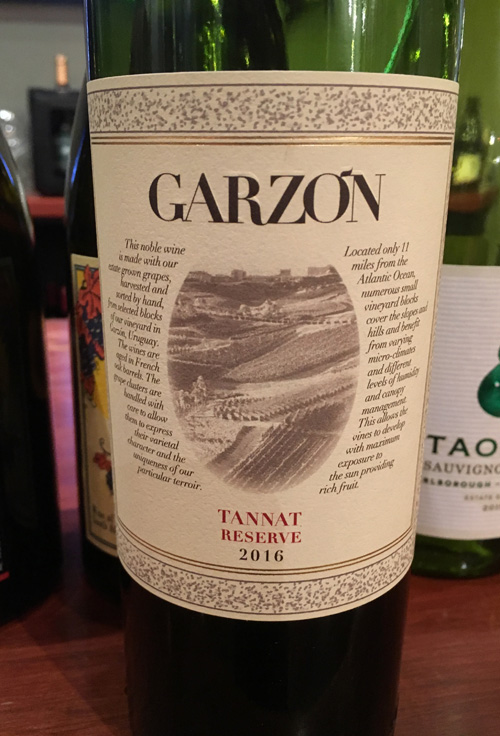 GARZÓN
This noble wine
is made with our
estate grown grapes,
harvested and
sorted by hand,
from selected blocks
of our vineyard in
Garzón, Uruguay.
The wines are
aged in French
oak barrels. The
grape clusters are
handled with
care to allow
them to express
their varietal
character and the
uniqueness of our
particular terroir.
Located only 11
miles from the
Atlantic Ocean,
numerous small
vineyard blocks
cover the slopes and
hills and benefit
from varying
micro-climates
and different
levels of humidity
and canopy
management.
This allows the
vines to develop
with maximum
exposure to
the sun providing
rich fruit.
TANNAT
RESERVE
2016
TAO
SAUVIGNO
RLBOROUGH
ESTATE